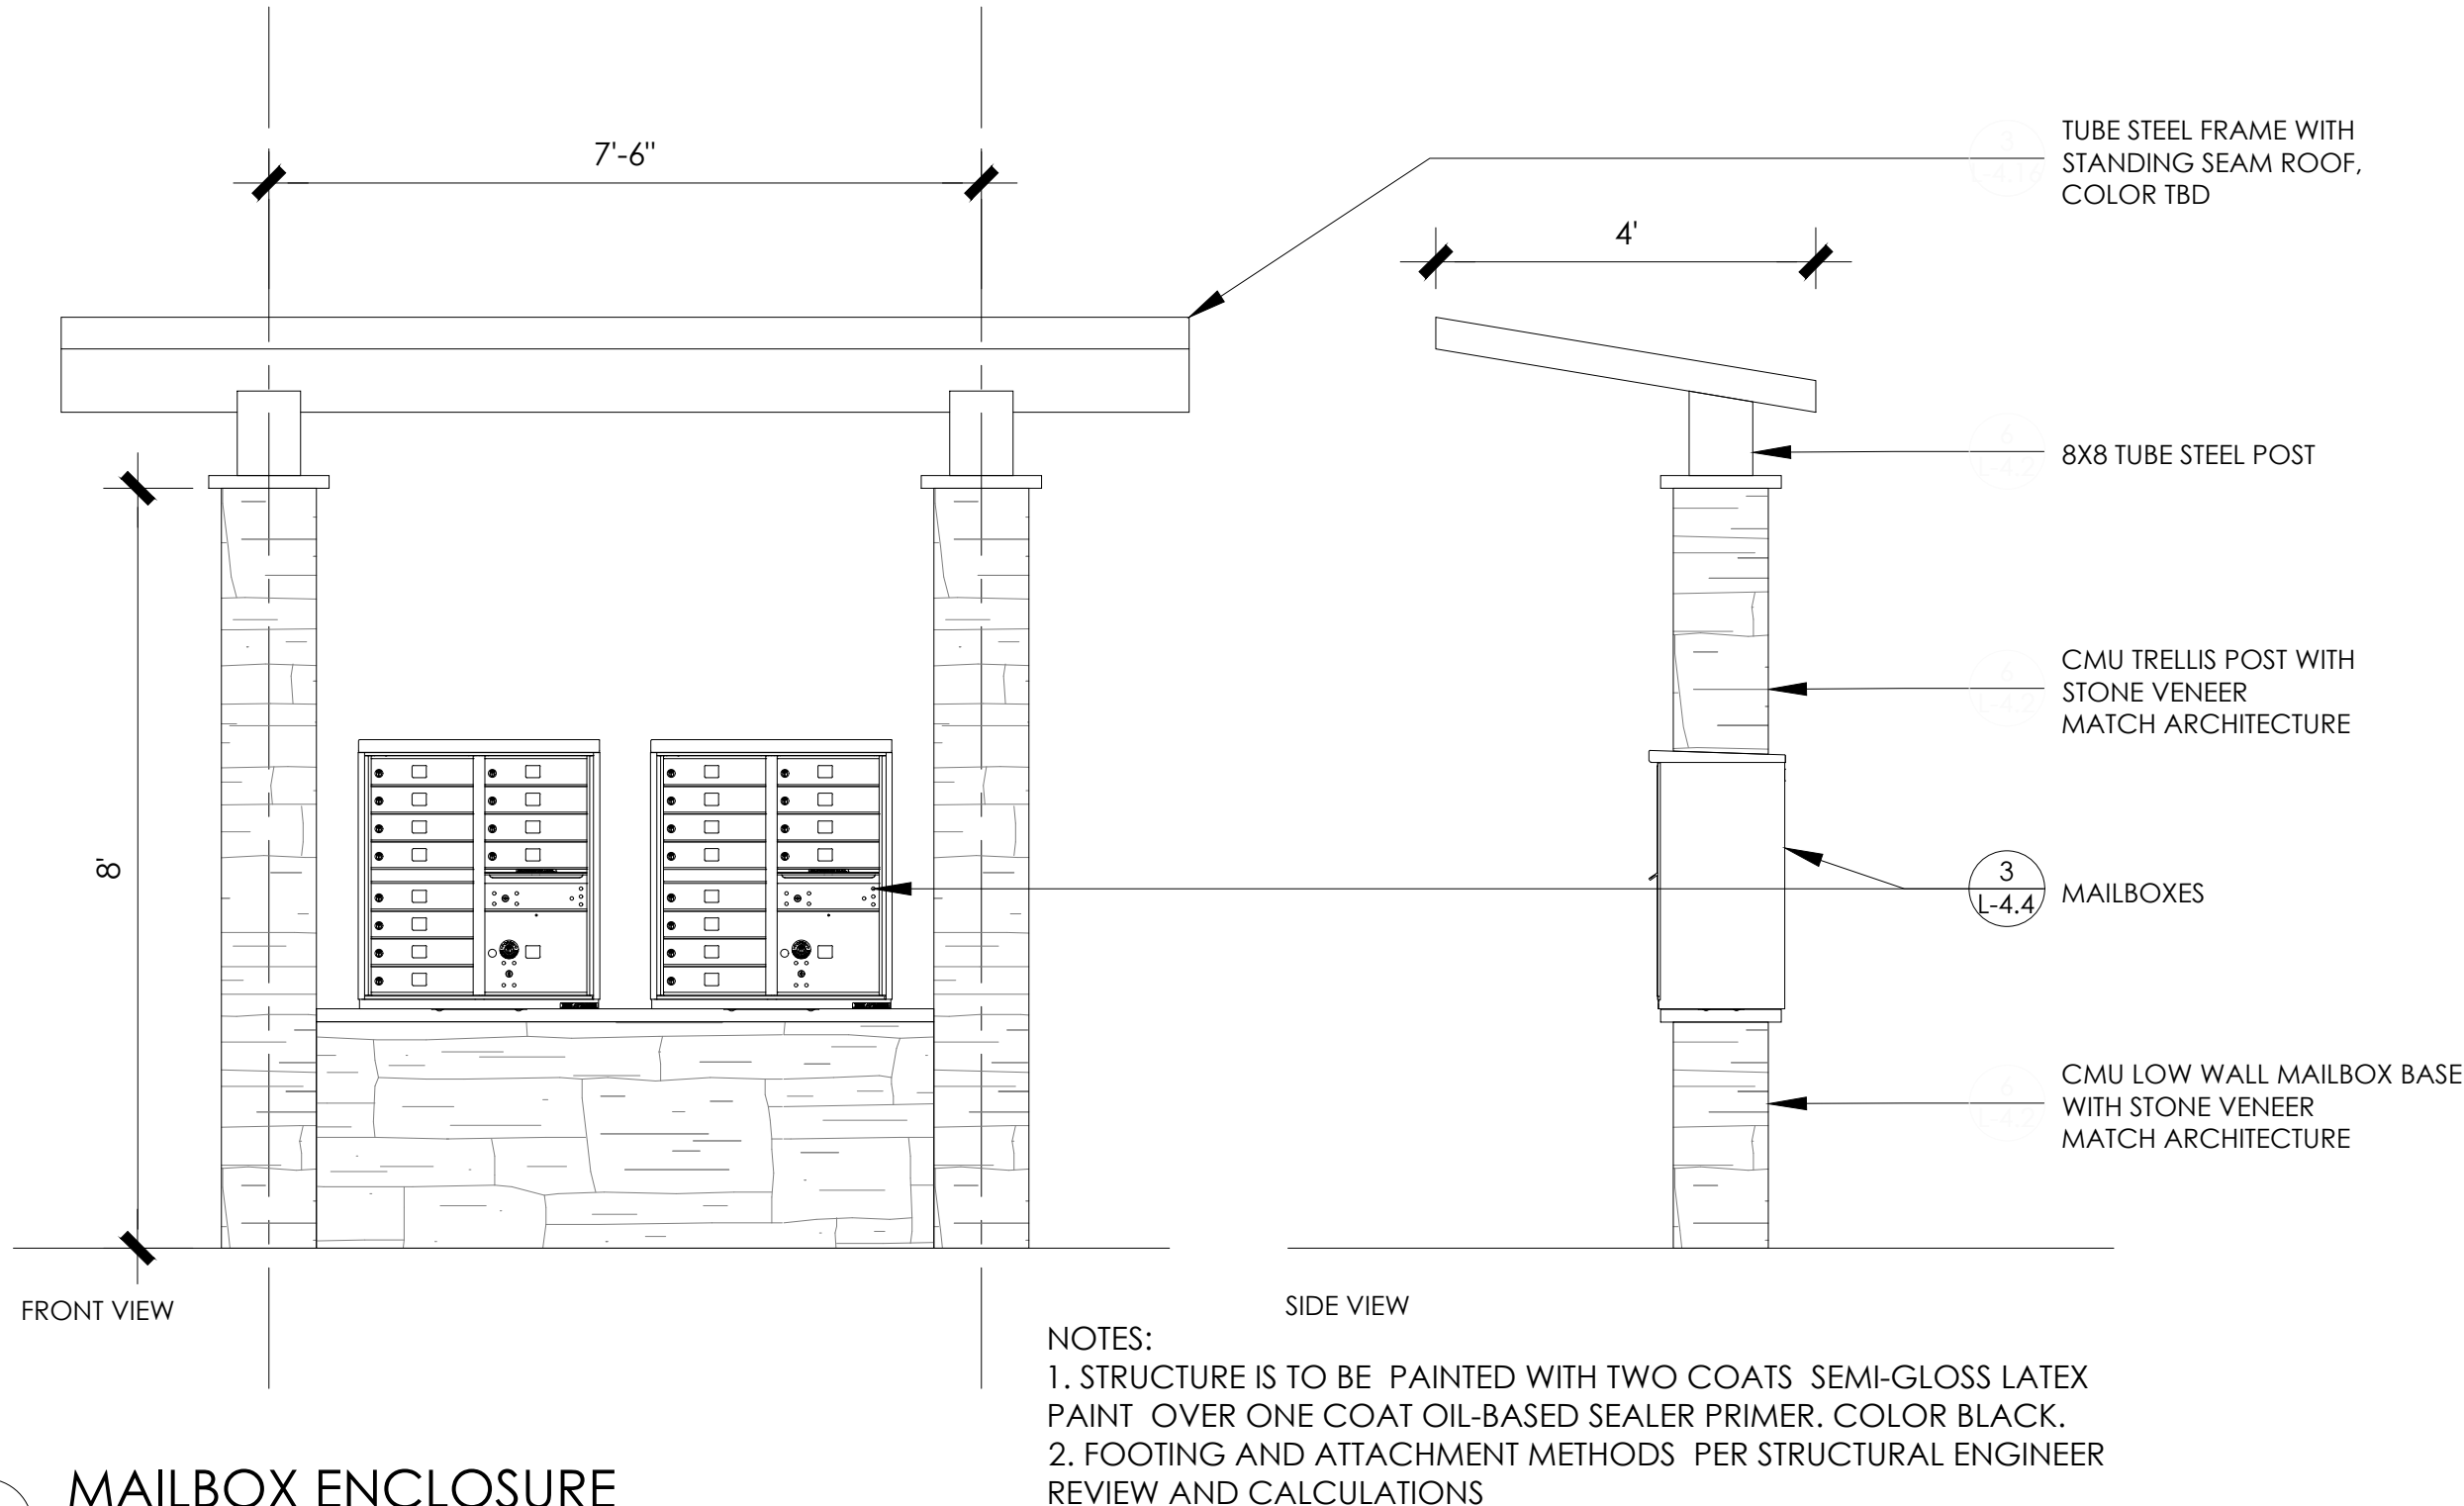 7'-6"
TUBE STEEL FRAME WITH
STANDING SEAM ROOF,
COLOR TBD
4'
8X8 TUBE STEEL POST
CMU TRELLIS POST WITH
STONE VENEER
MATCH ARCHITECTURE
8'
3
L-4.4
MAILBOXES
CMU LOW WALL MAILBOX BASE
WITH STONE VENEER
MATCH ARCHITECTURE
FRONT VIEW
SIDE VIEW
NOTES:
1. STRUCTURE IS TO BE PAINTED WITH TWO COATS SEMI-GLOSS LATEX
PAINT OVER ONE COAT OIL-BASED SEALER PRIMER. COLOR BLACK.
2. FOOTING AND ATTACHMENT METHODS PER STRUCTURAL ENGINEER
REVIEW AND CALCULATIONS
MAILBOX ENCLOSURE